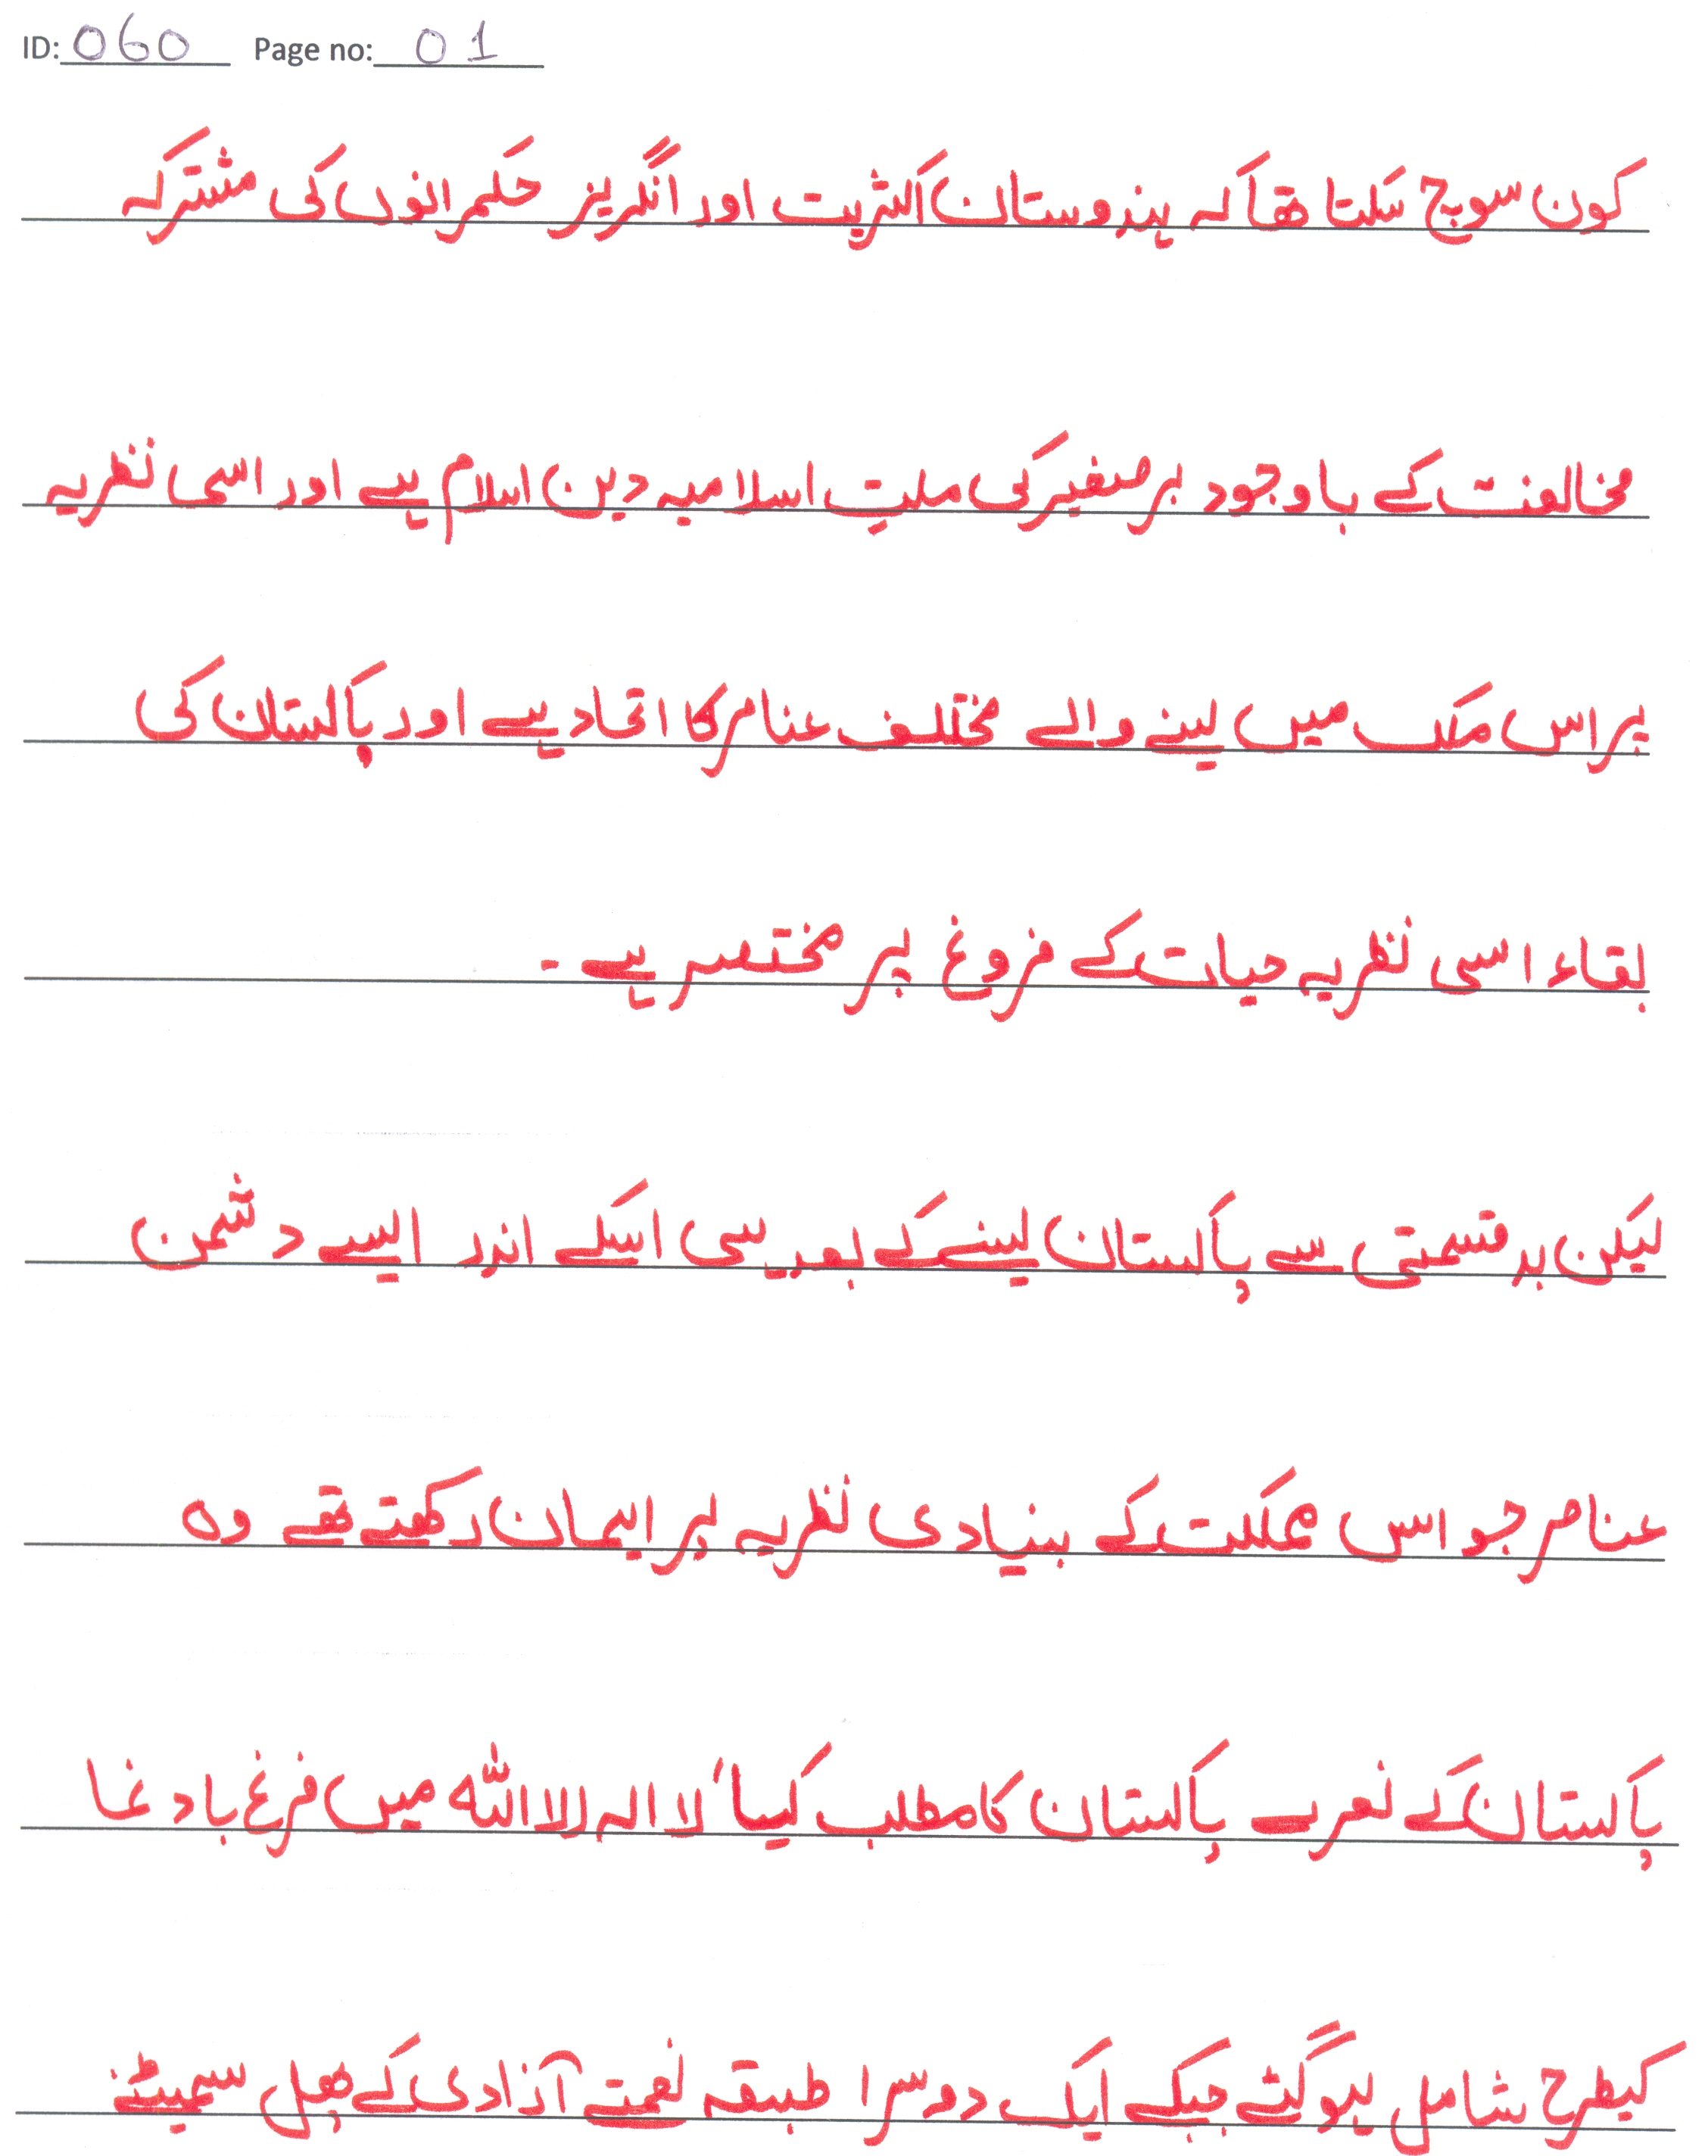 ID: 060 Page no: 01
کون سوچ سکتا تھا کہ ہندوستان اکثریت اور انگریز حکمرانوں کی مشترکہ
مخالفت کے باوجود برصغیر کی ملت اسلامیہ دین اسلام ہے اور اسی نظریہ
پر اس ملک میں بسنے والے مختلف عناصر کا اتحاد ہے اور پاکستان کی
بقاء اسی نظریہ حیات کے فروغ پر مختصر ہے ۔
لیکن بدقسمتی سے پاکستان بننے کے بعد سی اسکے اندر ایسے دشمن
عناصر جو اس مملکت کے بنیادی نظریہ پر ایمان رکھتے تھے وہ
پاکستان کے نعرے پاکستان کا مطلب کیا' لا الہ الا اللہ میں فرغ باد غا
کیطرح شامل ہوگئے جبکے ایک دوسرا طبقہ نعمت آزادی کے پھل سمیٹنے